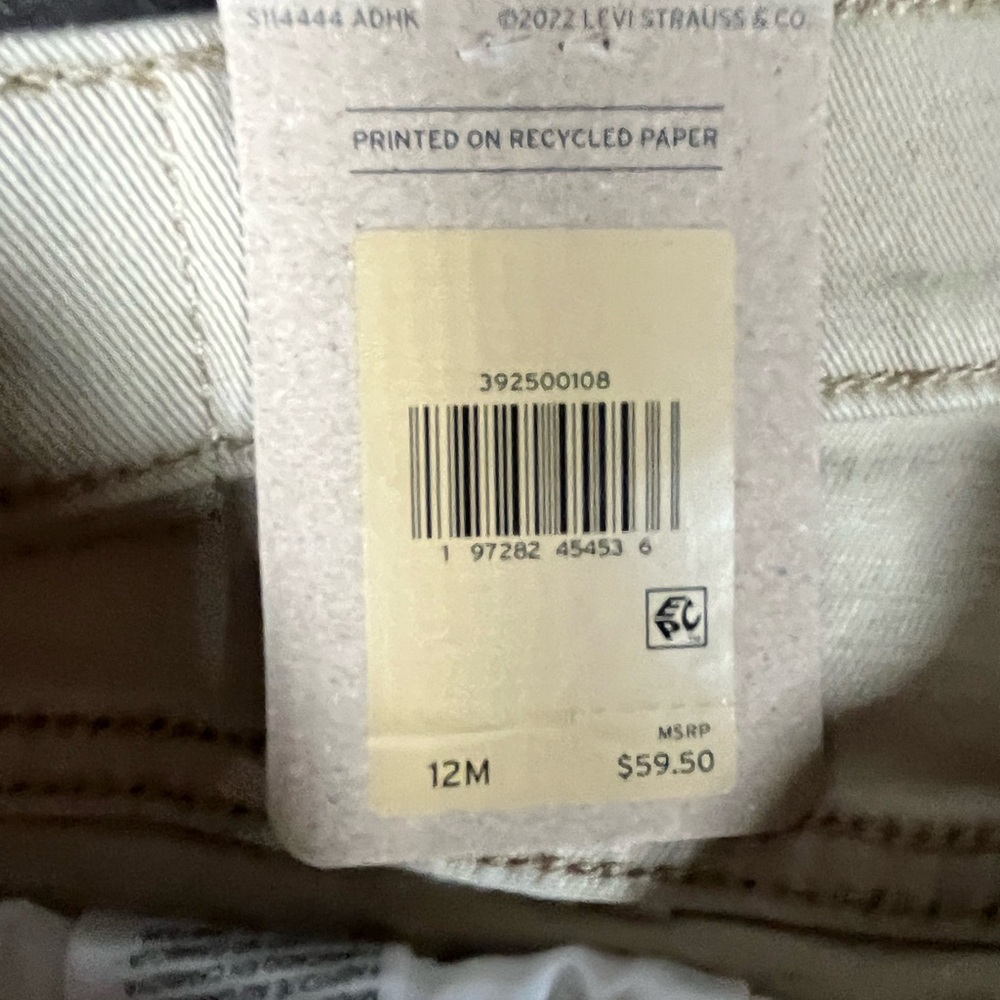 S114444 ADHK ©2022 LEVI STRAUSS & CO.
PRINTED ON RECYCLED PAPER
392500108
1 97282 45453 6
EPC
MSRP
12M $59.50